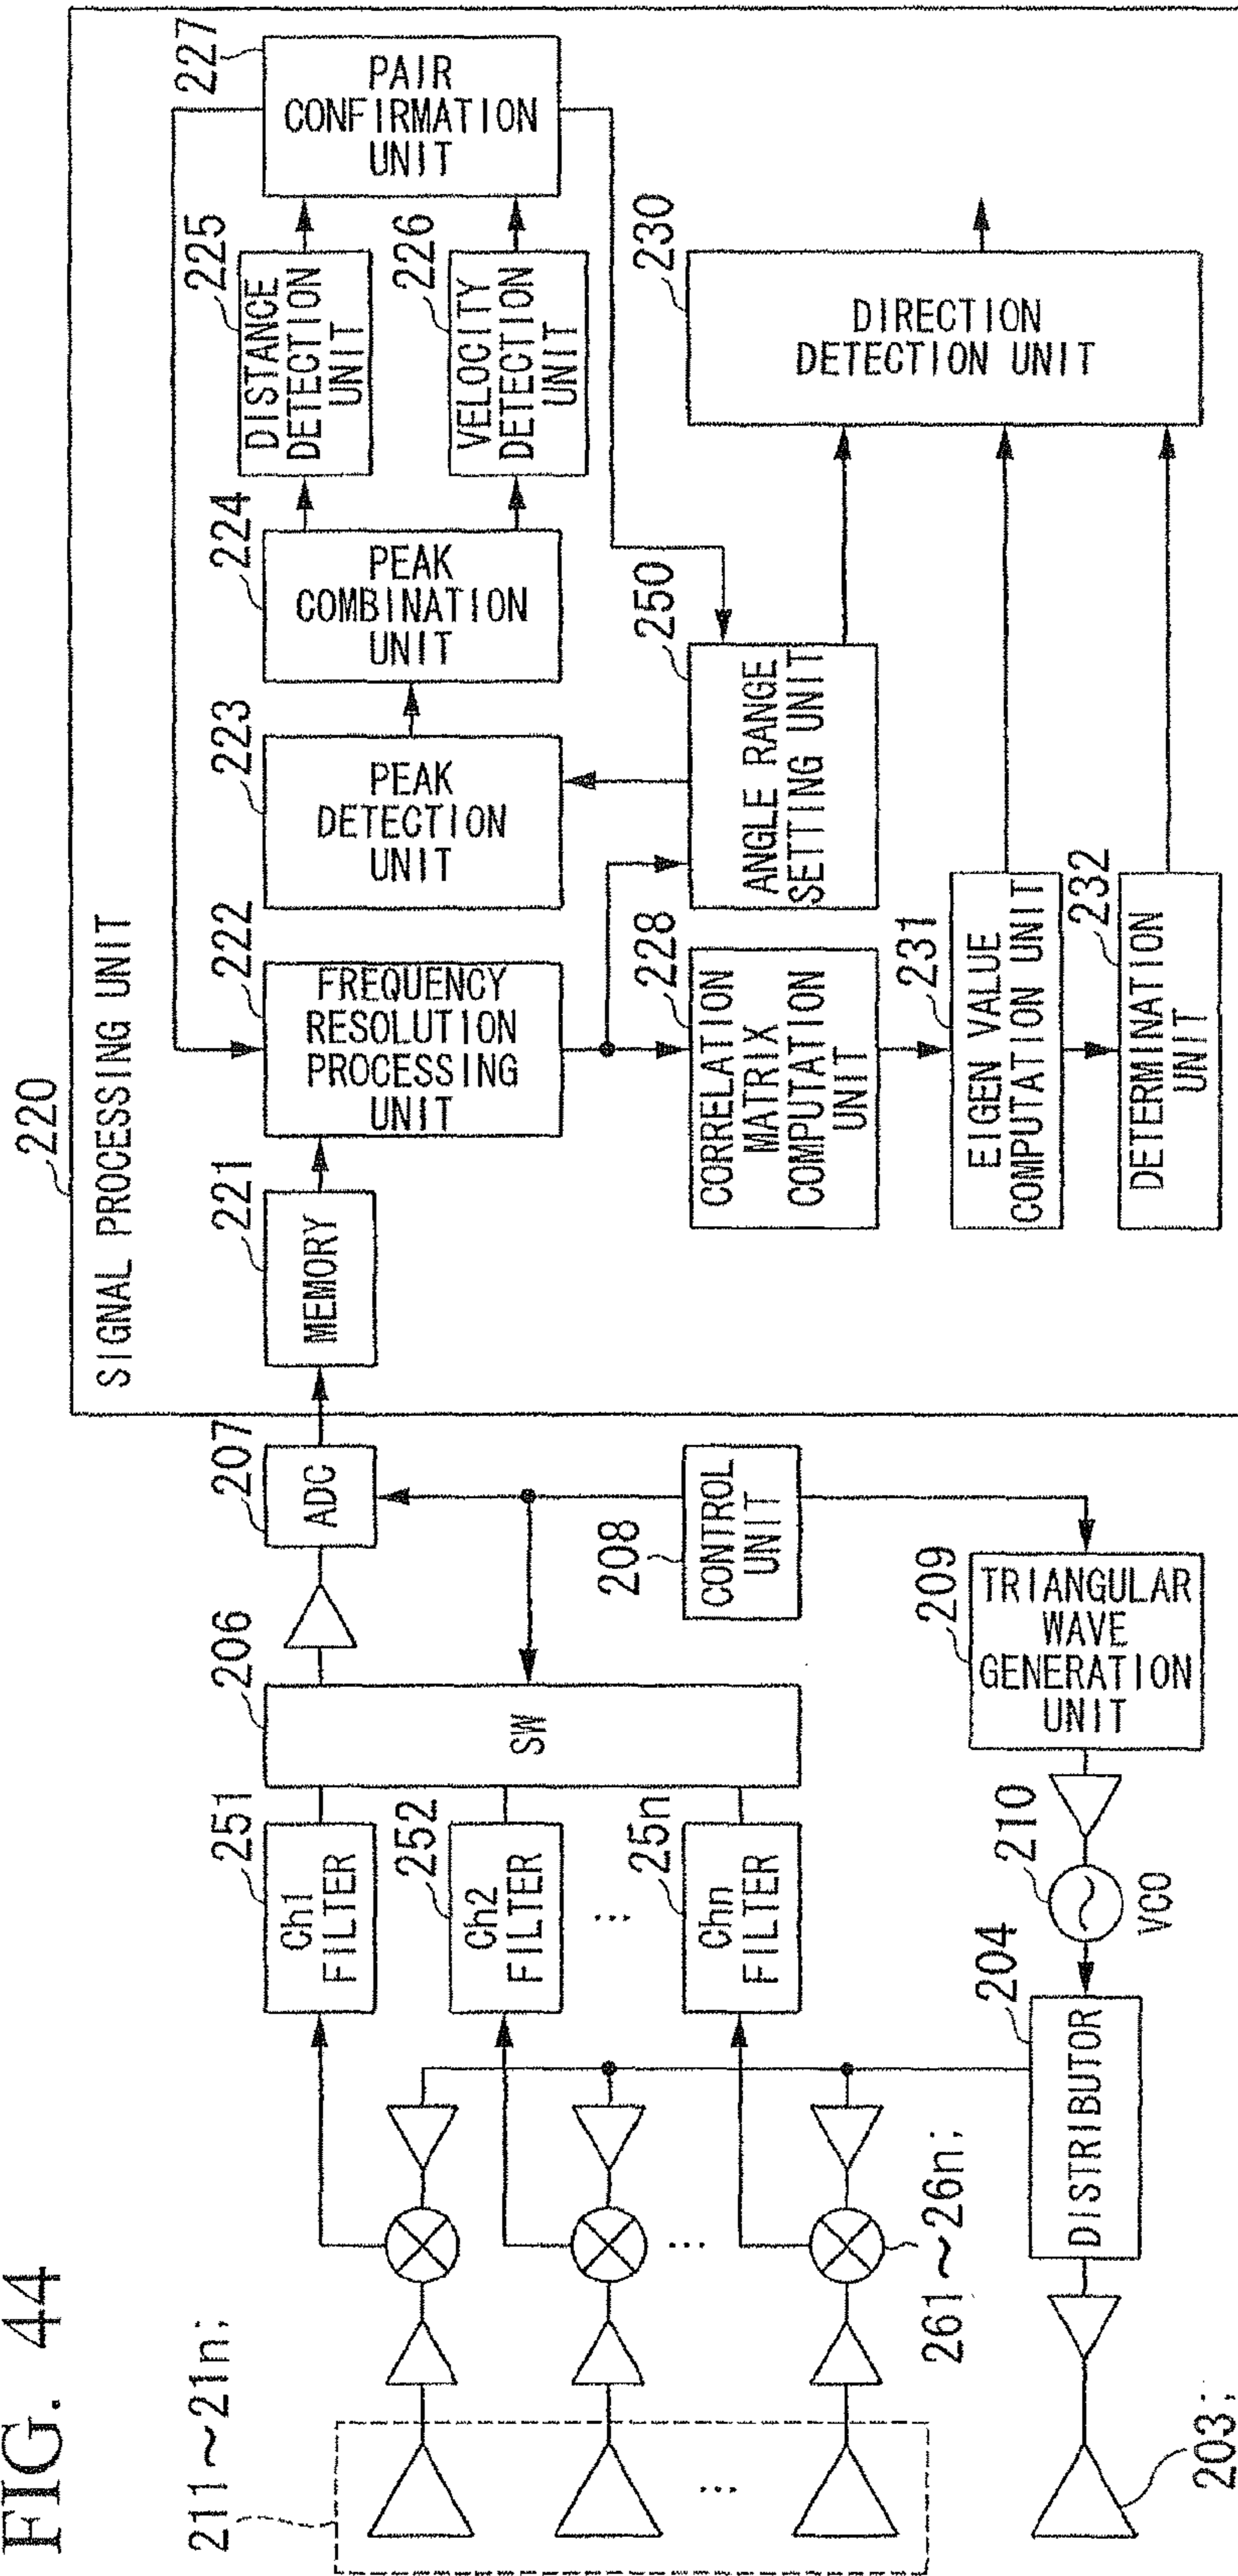 FIG. 44
220
SIGNAL PROCESSING UNIT
211~21n;
251
Ch1
FILTER
252
Ch2
FILTER
...
25n
Chn
FILTER
206
SW
207
ADC
221
MEMORY
222
FREQUENCY
RESOLUTION
PROCESSING
UNIT
223
PEAK
DETECTION
UNIT
224
PEAK
COMBINATION
UNIT
225
DISTANCE
DETECTION
UNIT
226
VELOCITY
DETECTION
UNIT
227
PAIR
CONFIRMATION
UNIT
...
...
261~26n;
208
CONTROL
UNIT
228
CORRELATION
MATRIX
COMPUTATION
UNIT
250
ANGLE RANGE
SETTING UNIT
230
DIRECTION
DETECTION UNIT
231
EIGEN VALUE
COMPUTATION UNIT
232
DETERMINATION
UNIT
203;
204
DISTRIBUTOR
210
VCO
209
TRIANGULAR
WAVE
GENERATION
UNIT